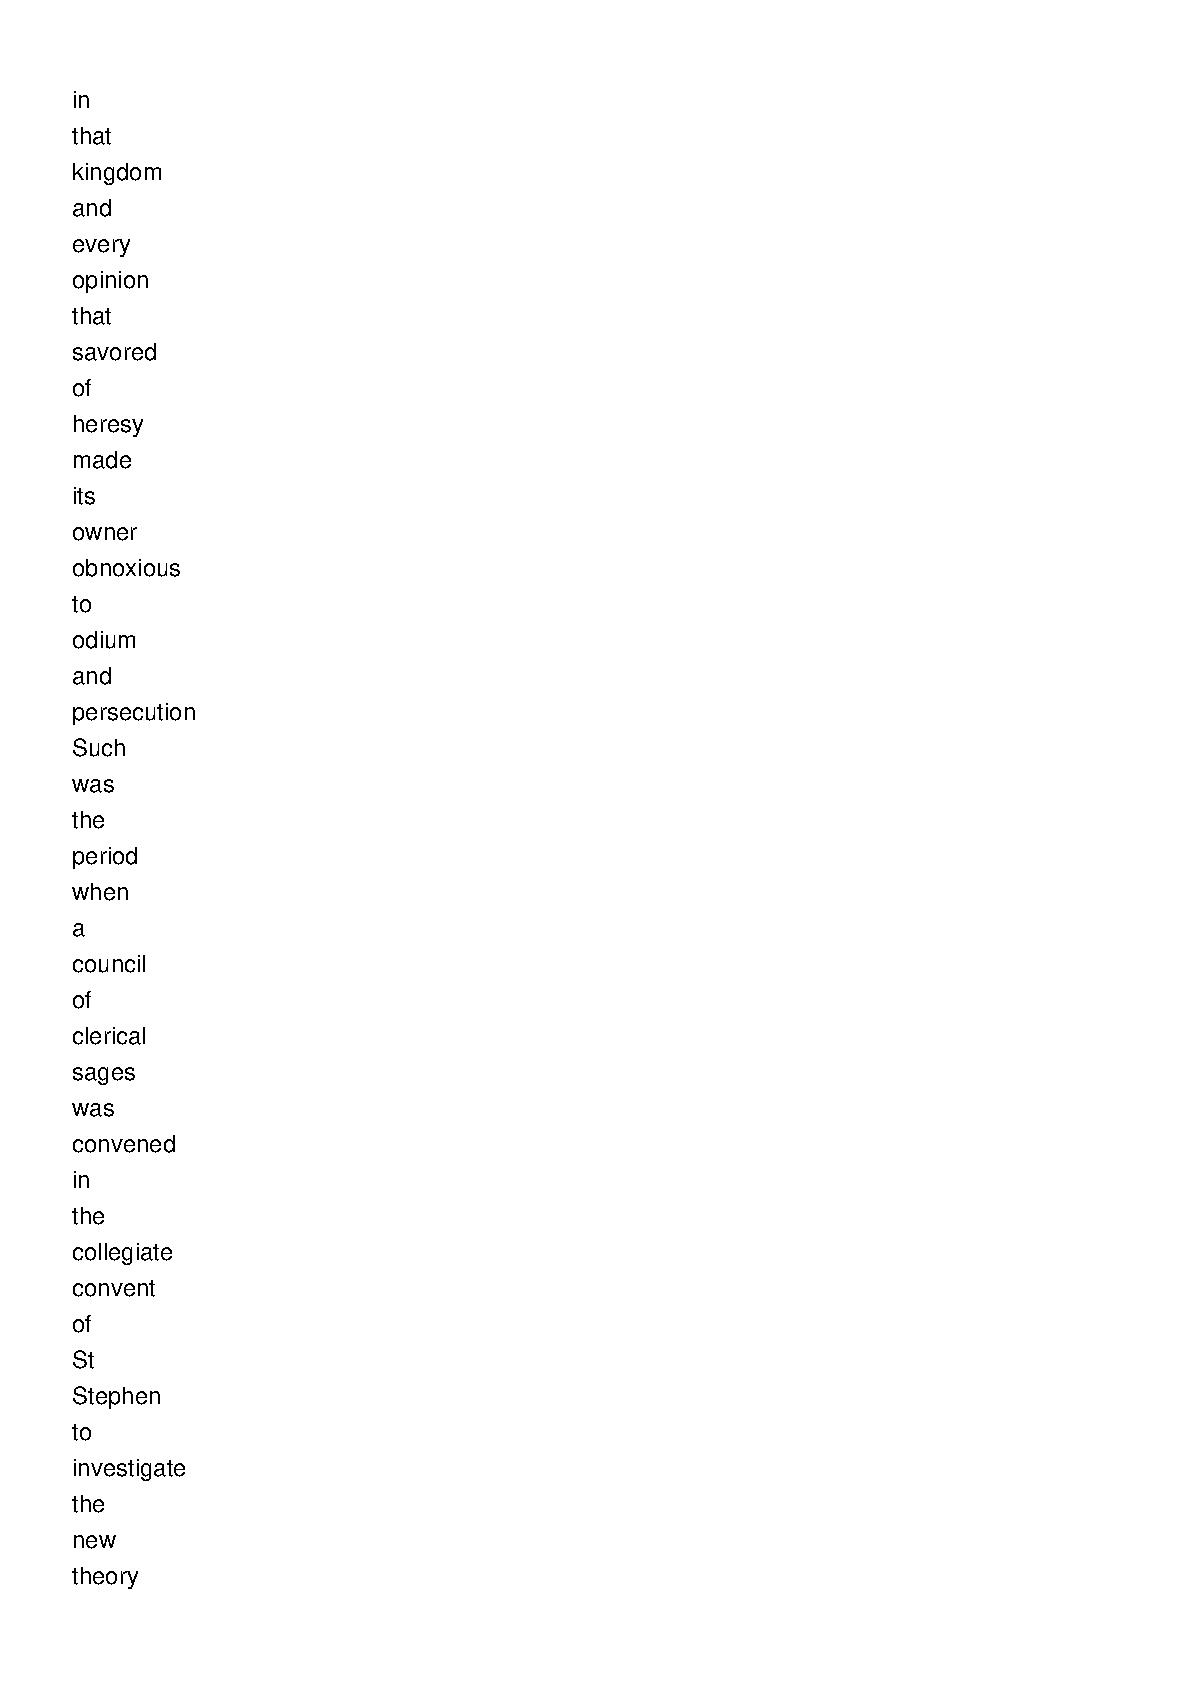 in
that
kingdom
and
every
opinion
that
savored
of
heresy
made
its
owner
obnoxious
to
odium
and
persecution
Such
was
the
period
when
a
council
of
clerical
sages
was
convened
in
the
collegiate
convent
of
St
Stephen
to
investigate
the
new
theory